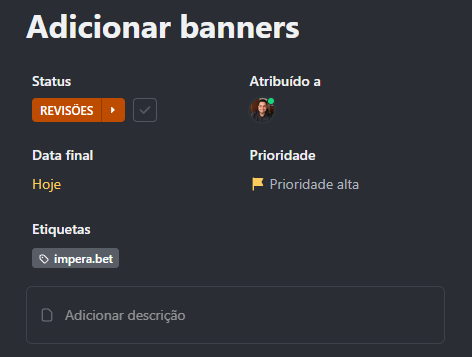 Adicionar banners
Status
Atribuído a
REVISÕES
Data final
Prioridade
Hoje
Prioridade alta
Etiquetas
impera.bet
Adicionar descrição